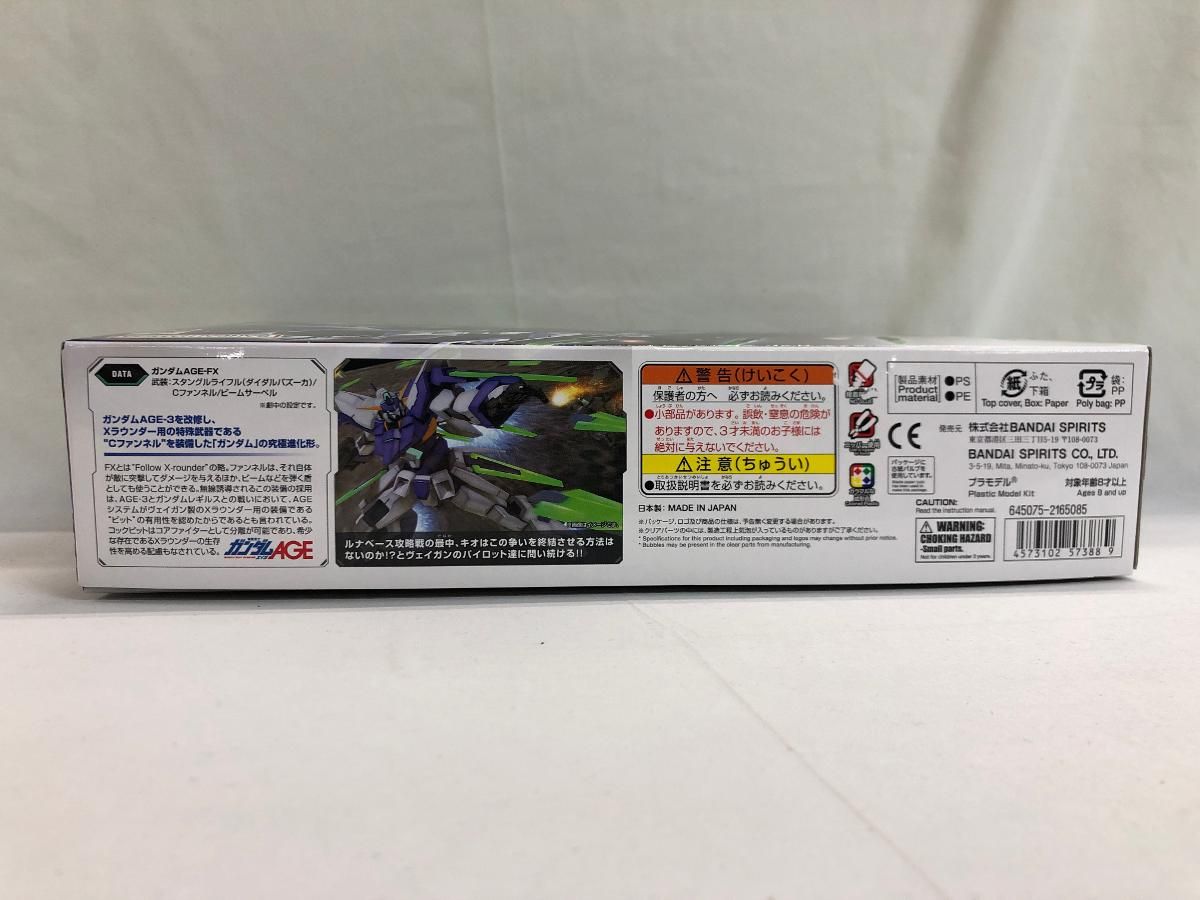 DATA
ガンダムAGE-FX
武装:スタングルライフル(ダイダルバズーカ)/
Cファンネル/ビームサーベル
※劇中の設定です。
ガンダムAGE-3を改修し、
Xラウンダー用の特殊武器である
"Cファンネル"を装備した「ガンダム」の究極進化形。
FXとは"Follow X-rounder"の略。ファンネルは、それ自体
が敵に突撃してダメージを与えるほか、ビームなどを弾く盾
としても使うことができる。無線誘導されるこの装備の採用
は、AGE-3とガンダムレギルスとの戦いにおいて、AGE
システムがヴェイガン製のXラウンダー用の装備である
"ビット"の有用性を認めたからであるとも言われている。
コックピットはコアファイターとして分離が可能であり、希少
な存在であるXラウンダーの生存
性を高める配慮もなされている。
ガンダムAGE
ルナベース攻略戦の最中、キオはこの争いを終結させる方法は
ないのか!?とヴェイガンのパイロット達に問い続ける!!
警告(けいこく)
保護者の方へ 必ずお読みください。
●小部品があります。誤飲・窒息の危険が
ありますので、3才未満のお子様には
絶対に与えないでください。
注意(ちゅうい)
●取扱説明書を必ずお読みください。
日本製: MADE IN JAPAN
※パッケージ、ロゴ及び商品の仕様は、予告無く変更する場合があります。
※クリアパーツの中には、製造工程上気泡が入っているものがありますがご了承ください。
* Specifications for this product including packaging and logos may change without prior notice.
* Bubbles may be present in the clear parts from manufacturing.
製品素材
Product
material
●PS
●PE
紙
ふた、
下箱
Top cover, Box: Paper
プラ
袋:
PP
Poly bag: PP
CE
発売元 株式会社BANDAI SPIRITS
東京都港区三田三丁目5-19 〒108-0073
BANDAI SPIRITS CO., LTD.
3-5-19, Mita, Minato-ku, Tokyo 108-0073 Japan
パッケージに
古紙パルプを
使用しています。
プラモデル®
Plastic Model Kit
対象年齢8才以上
Ages 8 and up
CAUTION:
Read the instruction manual.
WARNING:
CHOKING HAZARD
-Small parts.
Not for children under 3 years.
645075-2165085
4573102 57388 9